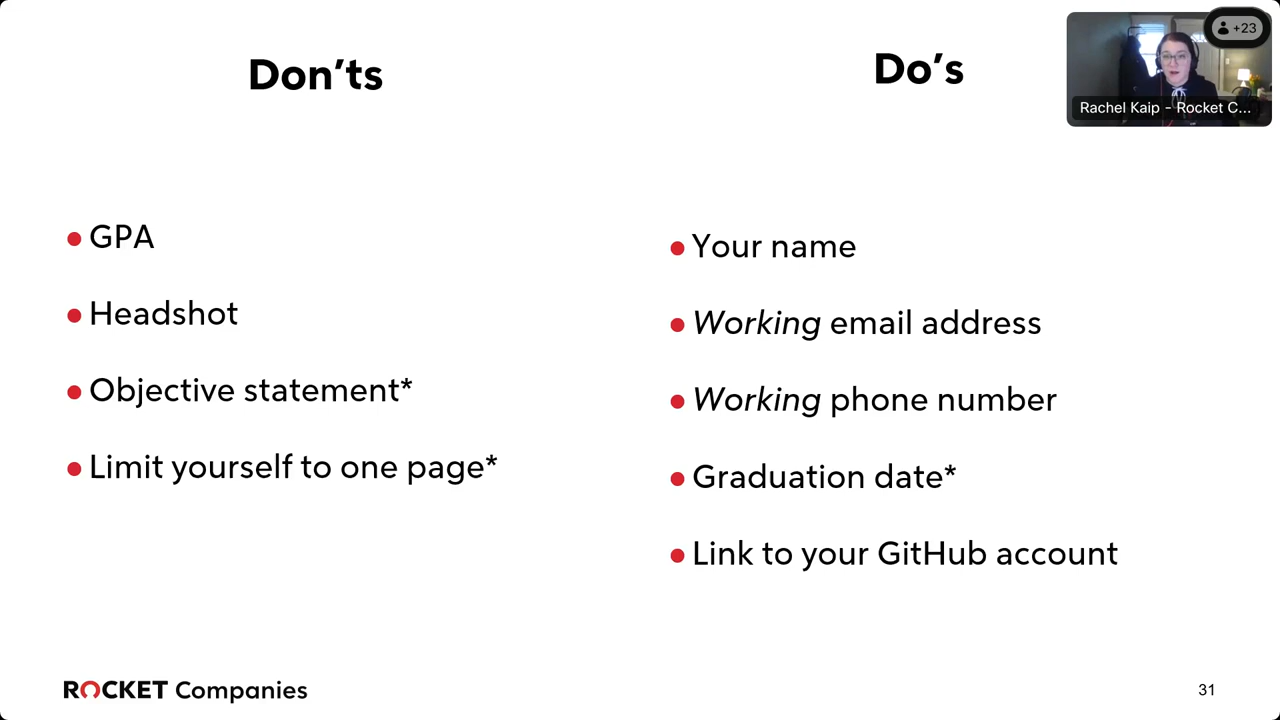 Don'ts
GPA
Headshot
Objective statement*
Limit yourself to one page*
Do's
Your name
Working email address
Working phone number
Graduation date*
Link to your GitHub account
+23
Rachel Kaip - Rocket C...
ROCKET Companies
31